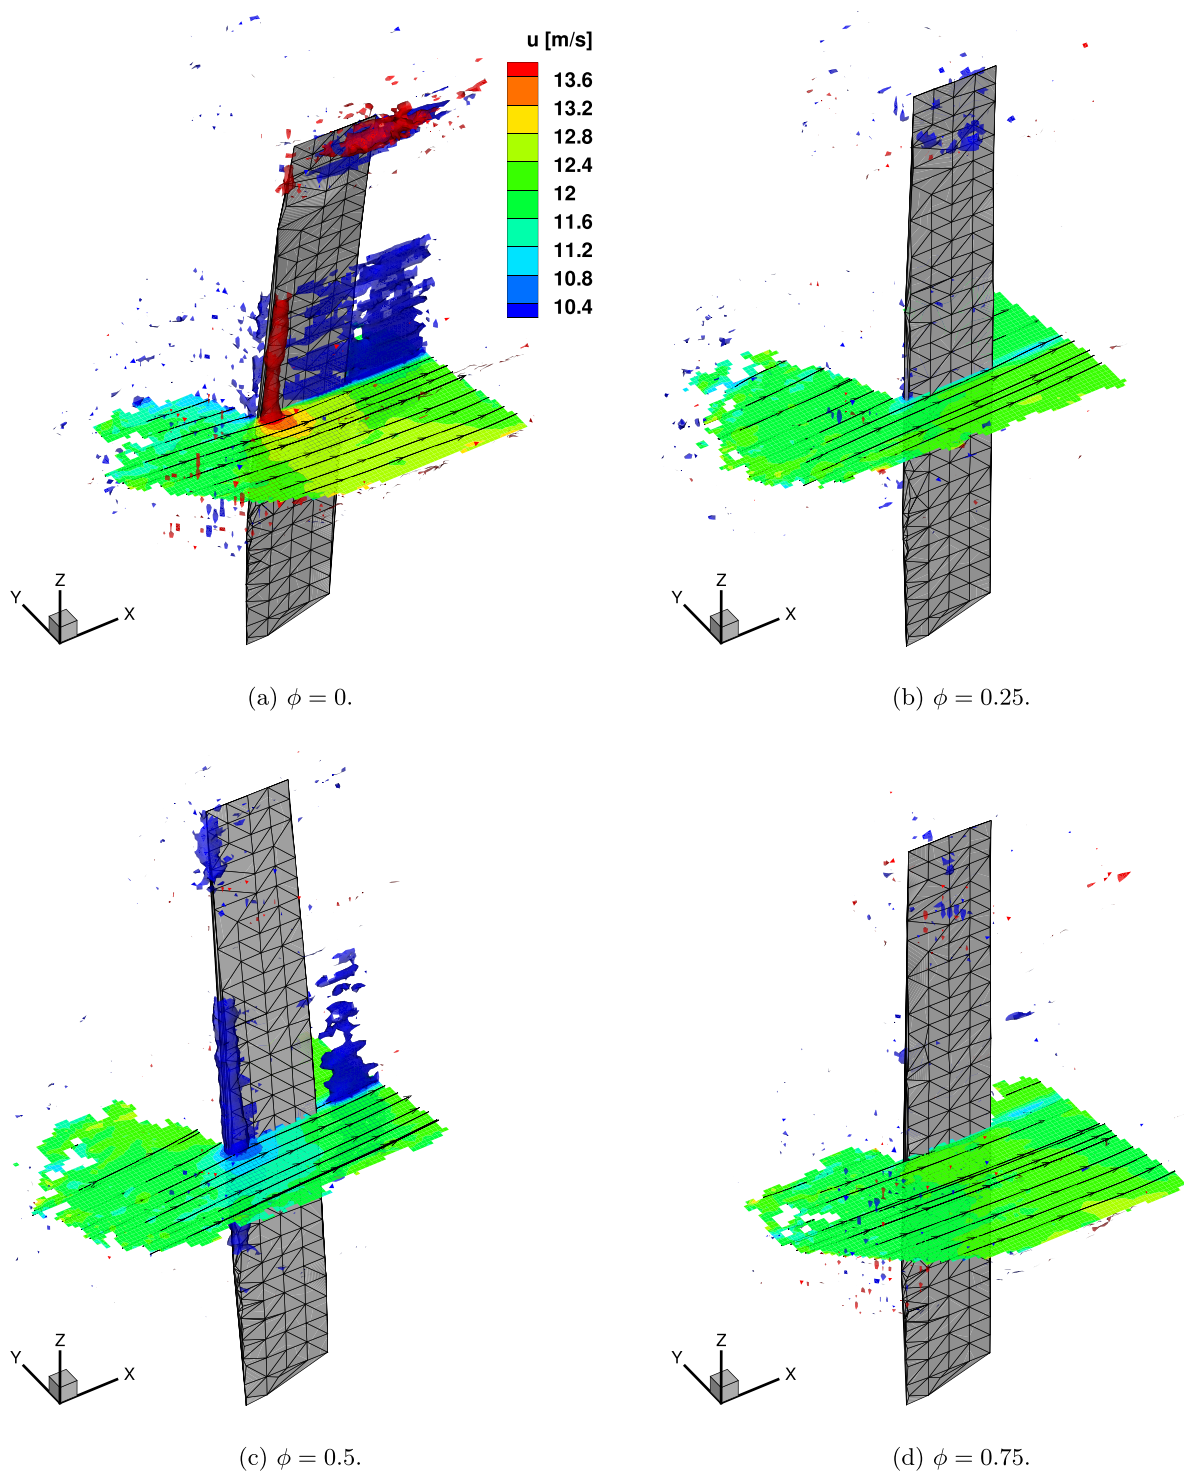 u [m/s]
13.6
13.2
12.8
12.4
12
11.6
11.2
10.8
10.4
Y
Z
X
Y
Z
X
(a) ϕ = 0.
(b) ϕ = 0.25.
Y
Z
X
Y
Z
X
(c) ϕ = 0.5.
(d) ϕ = 0.75.